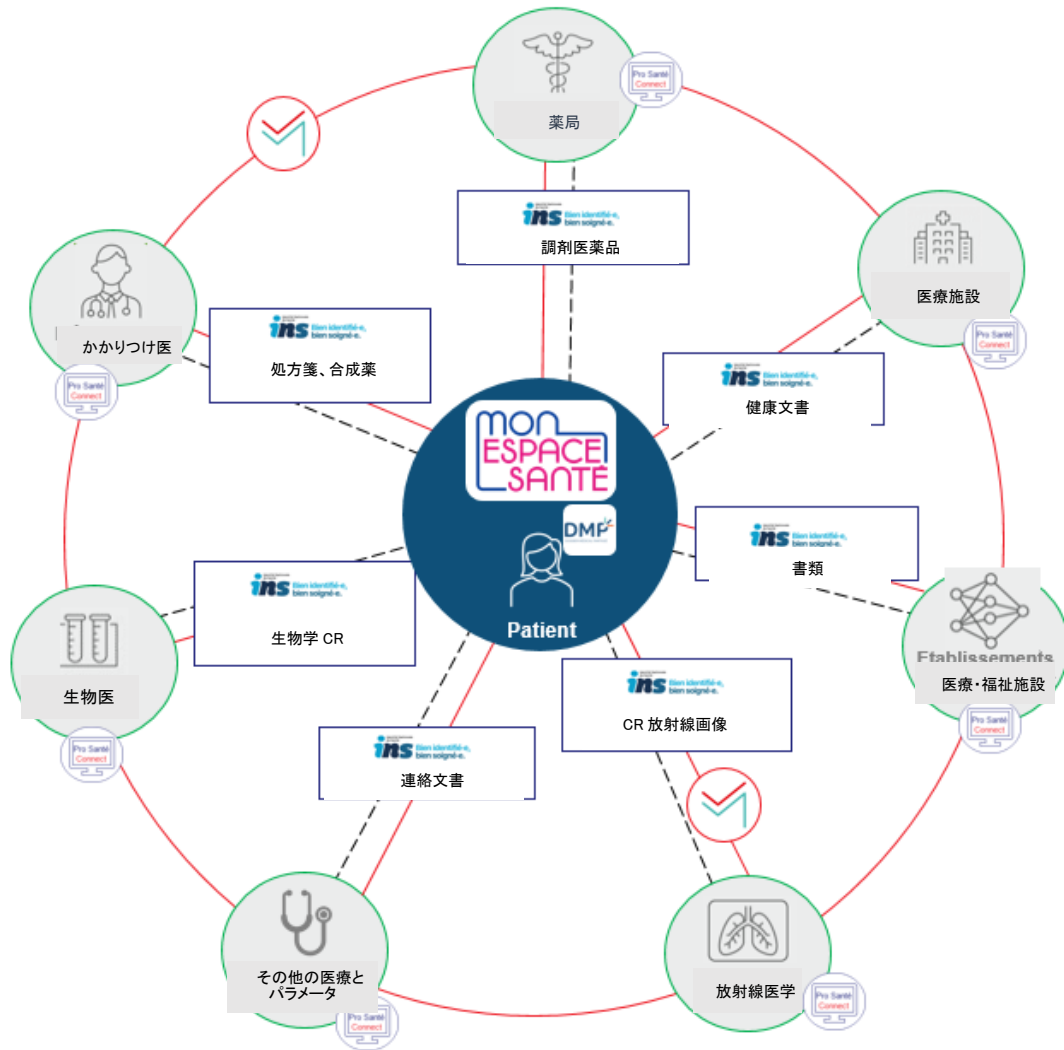 Pro Santé
Connect
薬局
ins Bien identifié·e,
bien soigné·e.
調剤医薬品
医療施設
Pro Santé
Connect
かかりつけ医
Pro Santé
Connect
ins Bien identifié·e,
bien soigné·e.
処方箋、合成薬
ins Bien identifié·e,
bien soigné·e.
健康文書
MON
ESPACE
SANTÉ
DMP
Patient
ins Bien identifié·e,
bien soigné·e.
書類
ins Bien identifié·e,
bien soigné·e.
生物学 CR
生物医
Pro Santé
Connect
Etablissements
医療・福祉施設
Pro Santé
Connect
ins Bien identifié·e,
bien soigné·e.
CR 放射線画像
ins Bien identifié·e,
bien soigné·e.
連絡文書
その他の医療と
パラメータ
Pro Santé
Connect
放射線医学
Pro Santé
Connect